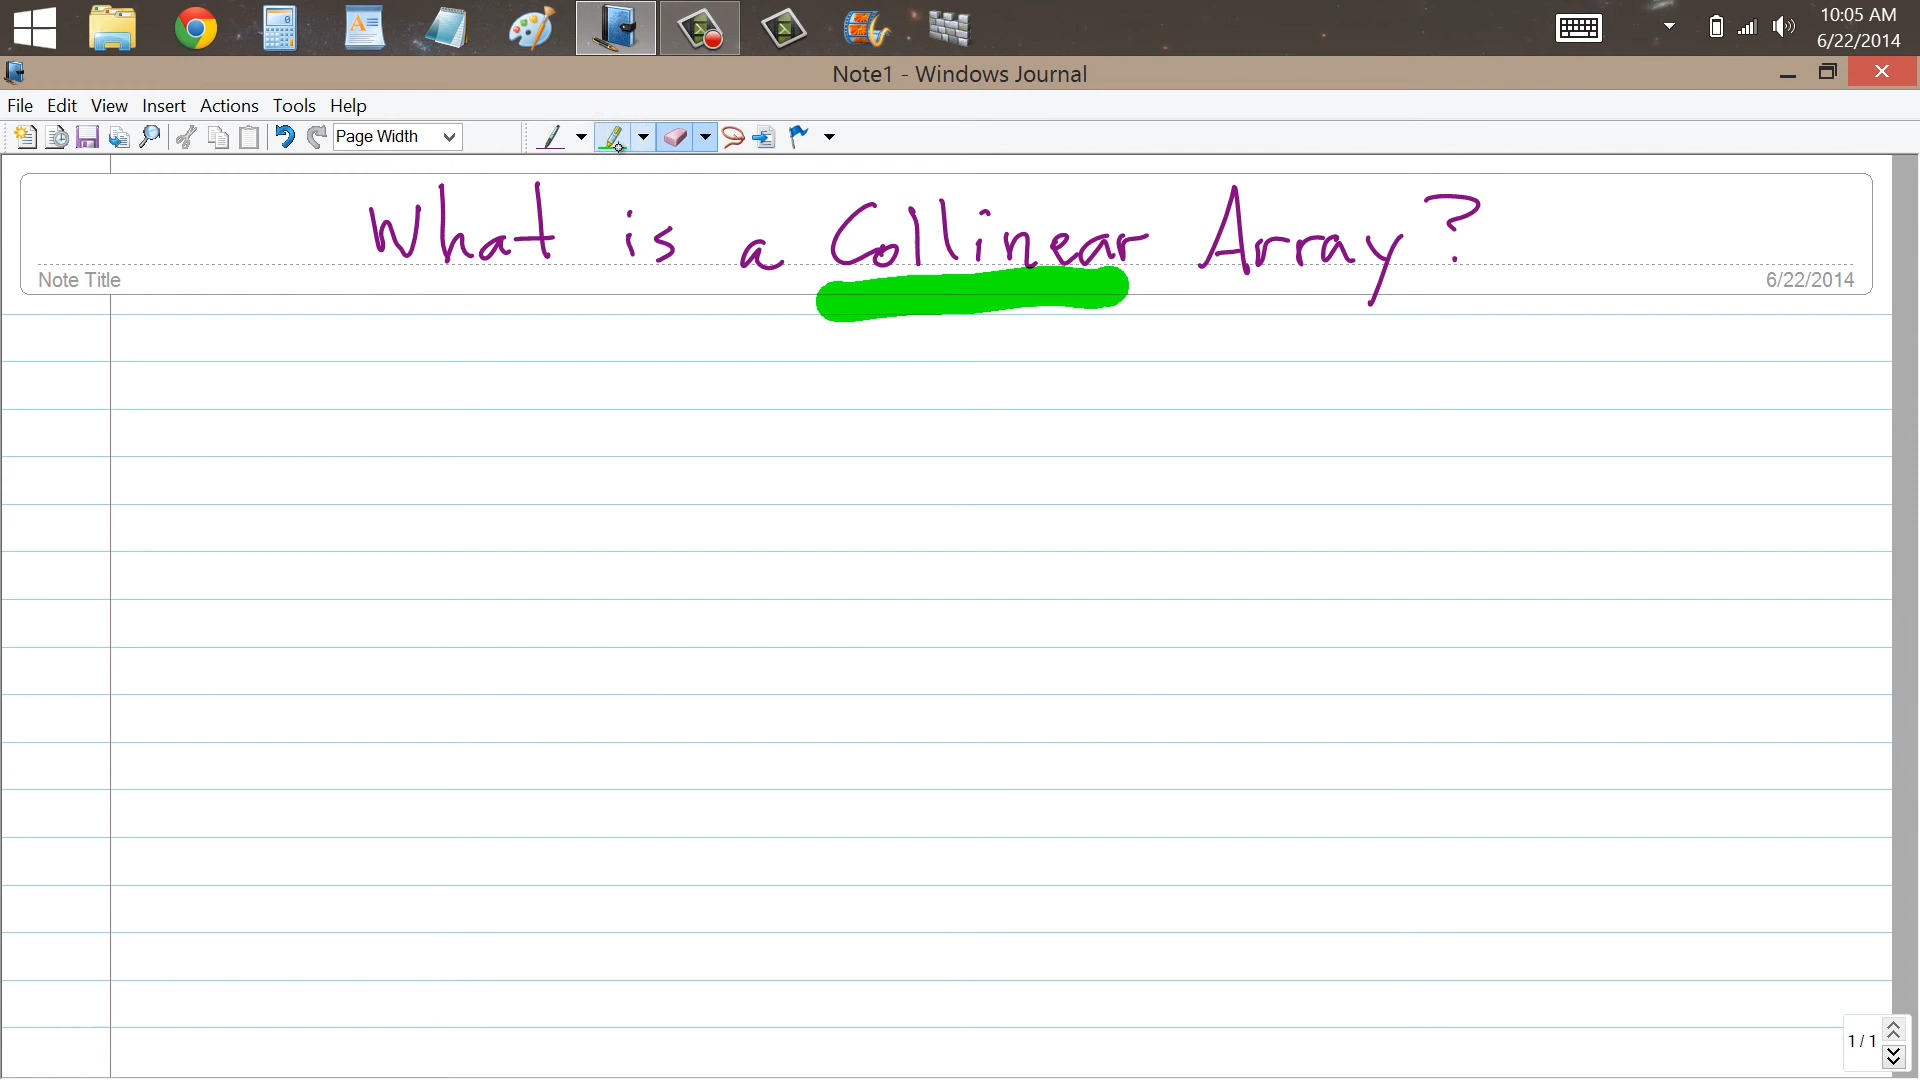 10:05 AM
6/22/2014
Note1 - Windows Journal
File Edit View Insert Actions Tools Help
Page Width
What is a Collinear Array?
Note Title 6/22/2014
1 / 1